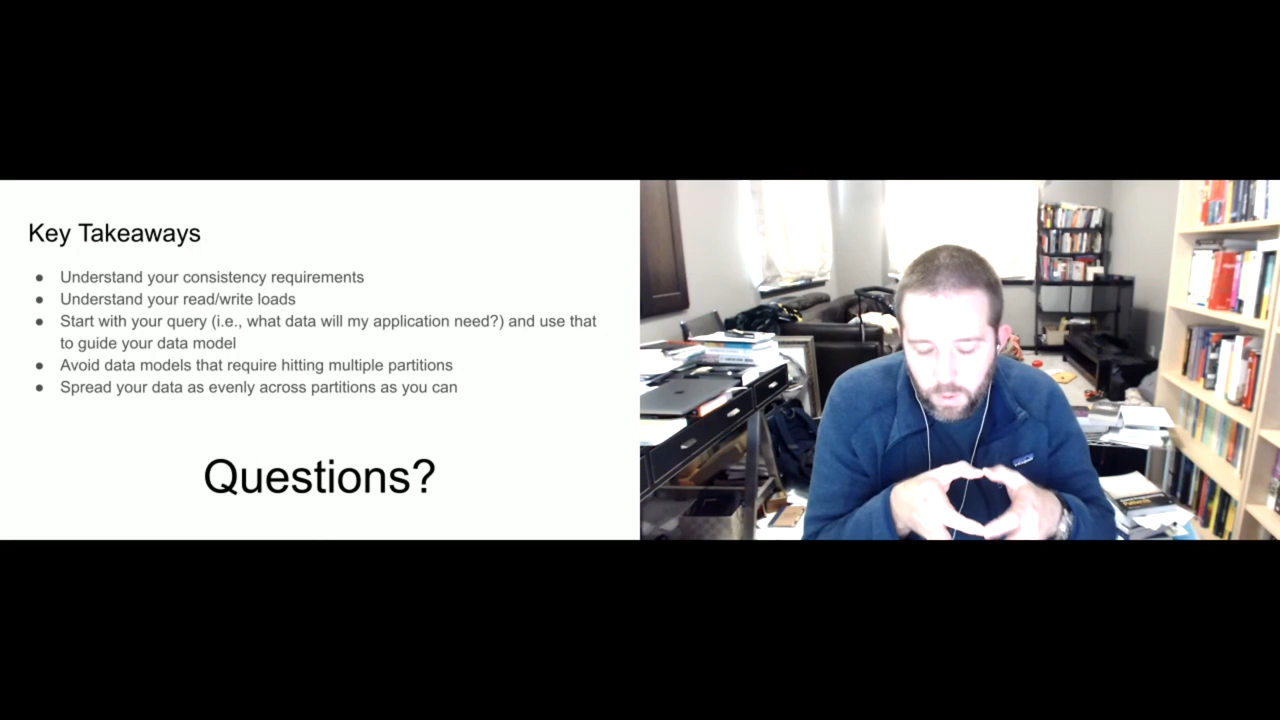 Key Takeaways
● Understand your consistency requirements
● Understand your read/write loads
● Start with your query (i.e., what data will my application need?) and use that
to guide your data model
● Avoid data models that require hitting multiple partitions
● Spread your data as evenly across partitions as you can
Questions?